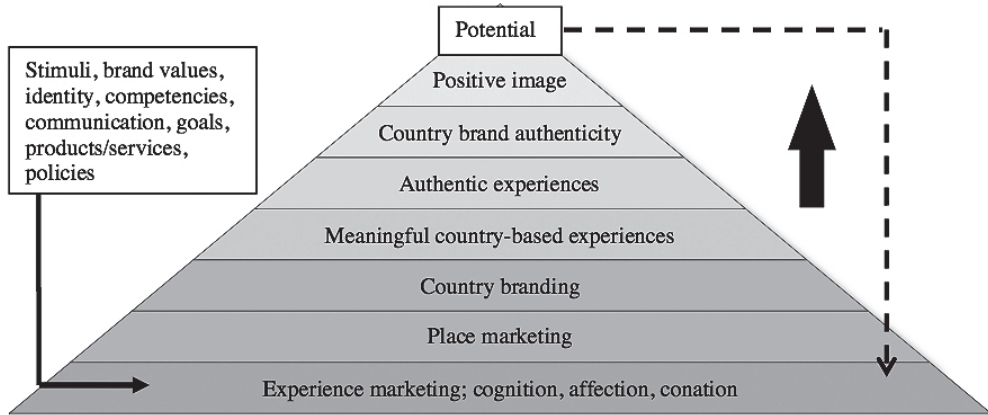 Potential
Stimuli, brand values,
identity, competencies,
communication, goals,
products/services,
policies
Positive image
Country brand authenticity
Authentic experiences
Meaningful country-based experiences
Country branding
Place marketing
Experience marketing; cognition, affection, conation